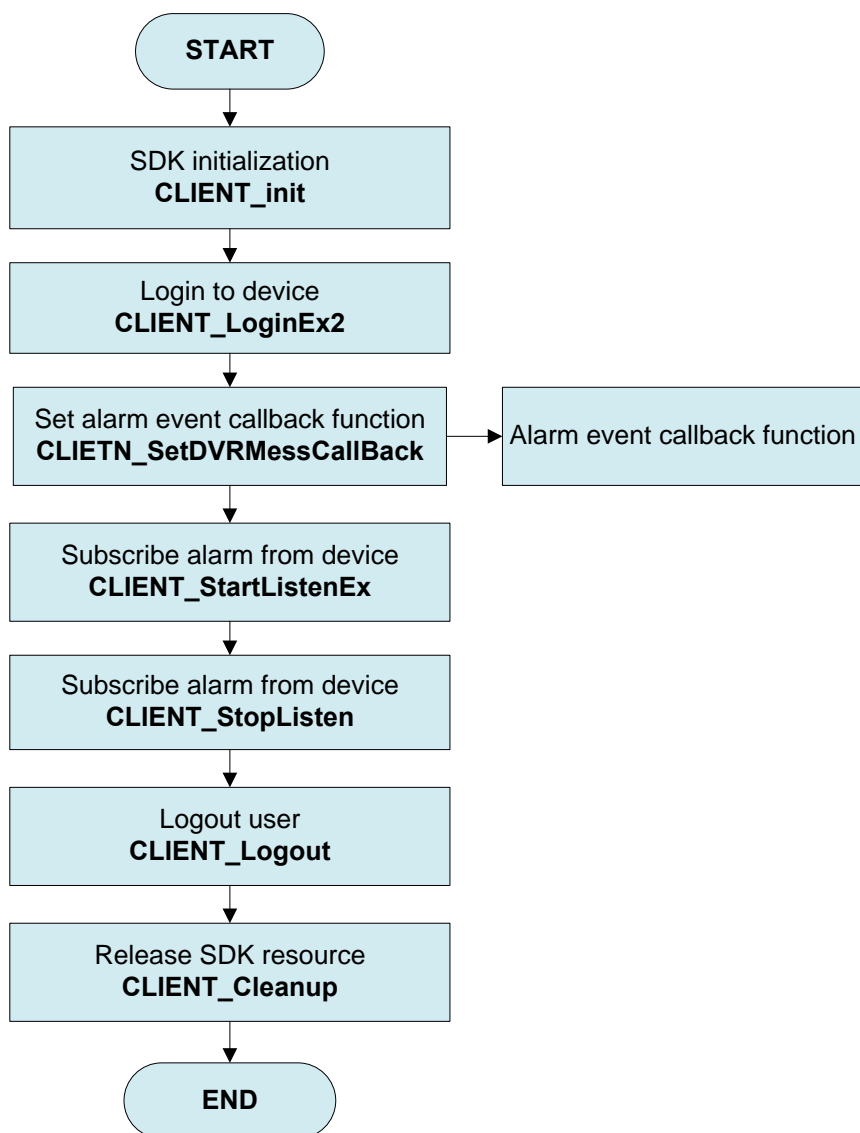 START
SDK initialization
CLIENT_init
Login to device
CLIENT_LoginEx2
Set alarm event callback function
CLIETN_SetDVRMessCallBack
Alarm event callback function
Subscribe alarm from device
CLIENT_StartListenEx
Subscribe alarm from device
CLIENT_StopListen
Logout user
CLIENT_Logout
Release SDK resource
CLIENT_Cleanup
END